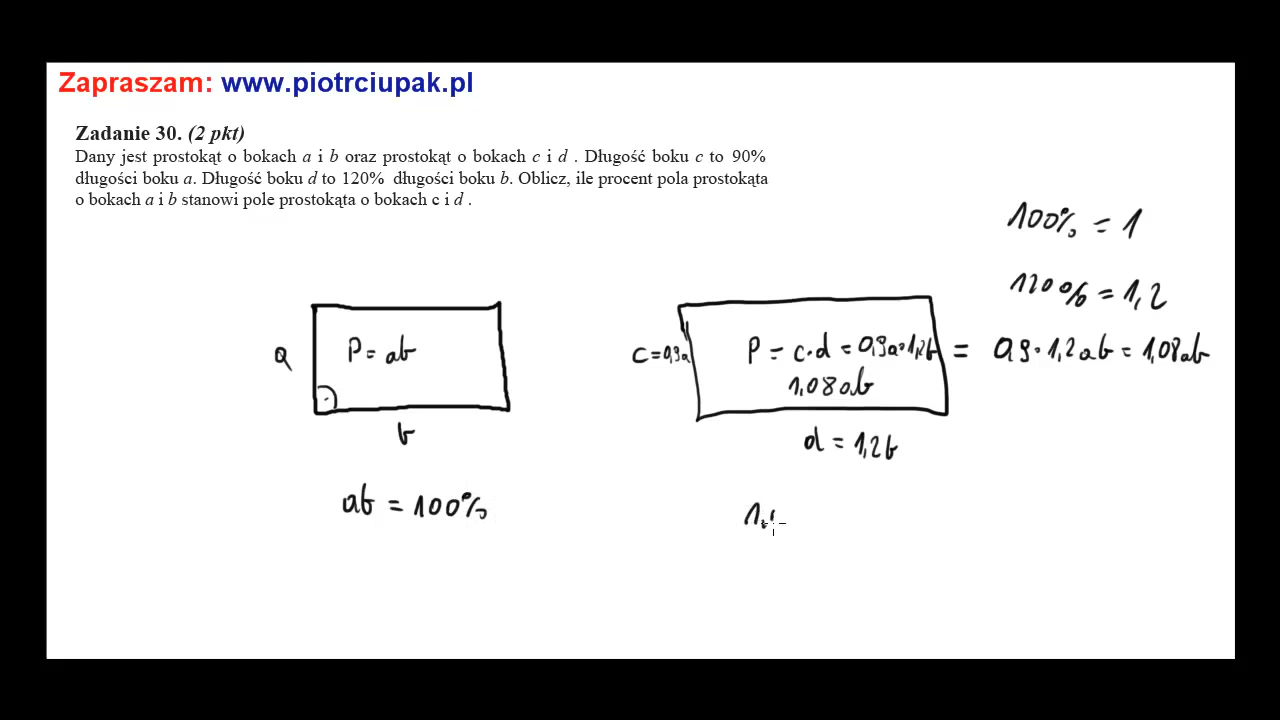 Zapraszam: www.piotrciupak.pl
Zadanie 30. (2 pkt)
Dany jest prostokąt o bokach a i b oraz prostokąt o bokach c i d . Długość boku c to 90%
długości boku a. Długość boku d to 120% długości boku b. Oblicz, ile procent pola prostokąta
o bokach a i b stanowi pole prostokąta o bokach c i d .
100% = 1
120% = 1,2
a
P = ab
c = 0,9a
P = c·d = 0,9a·1,2b = 0,9·1,2ab = 1,08ab
1,08ab
b
d = 1,2b
ab = 100%